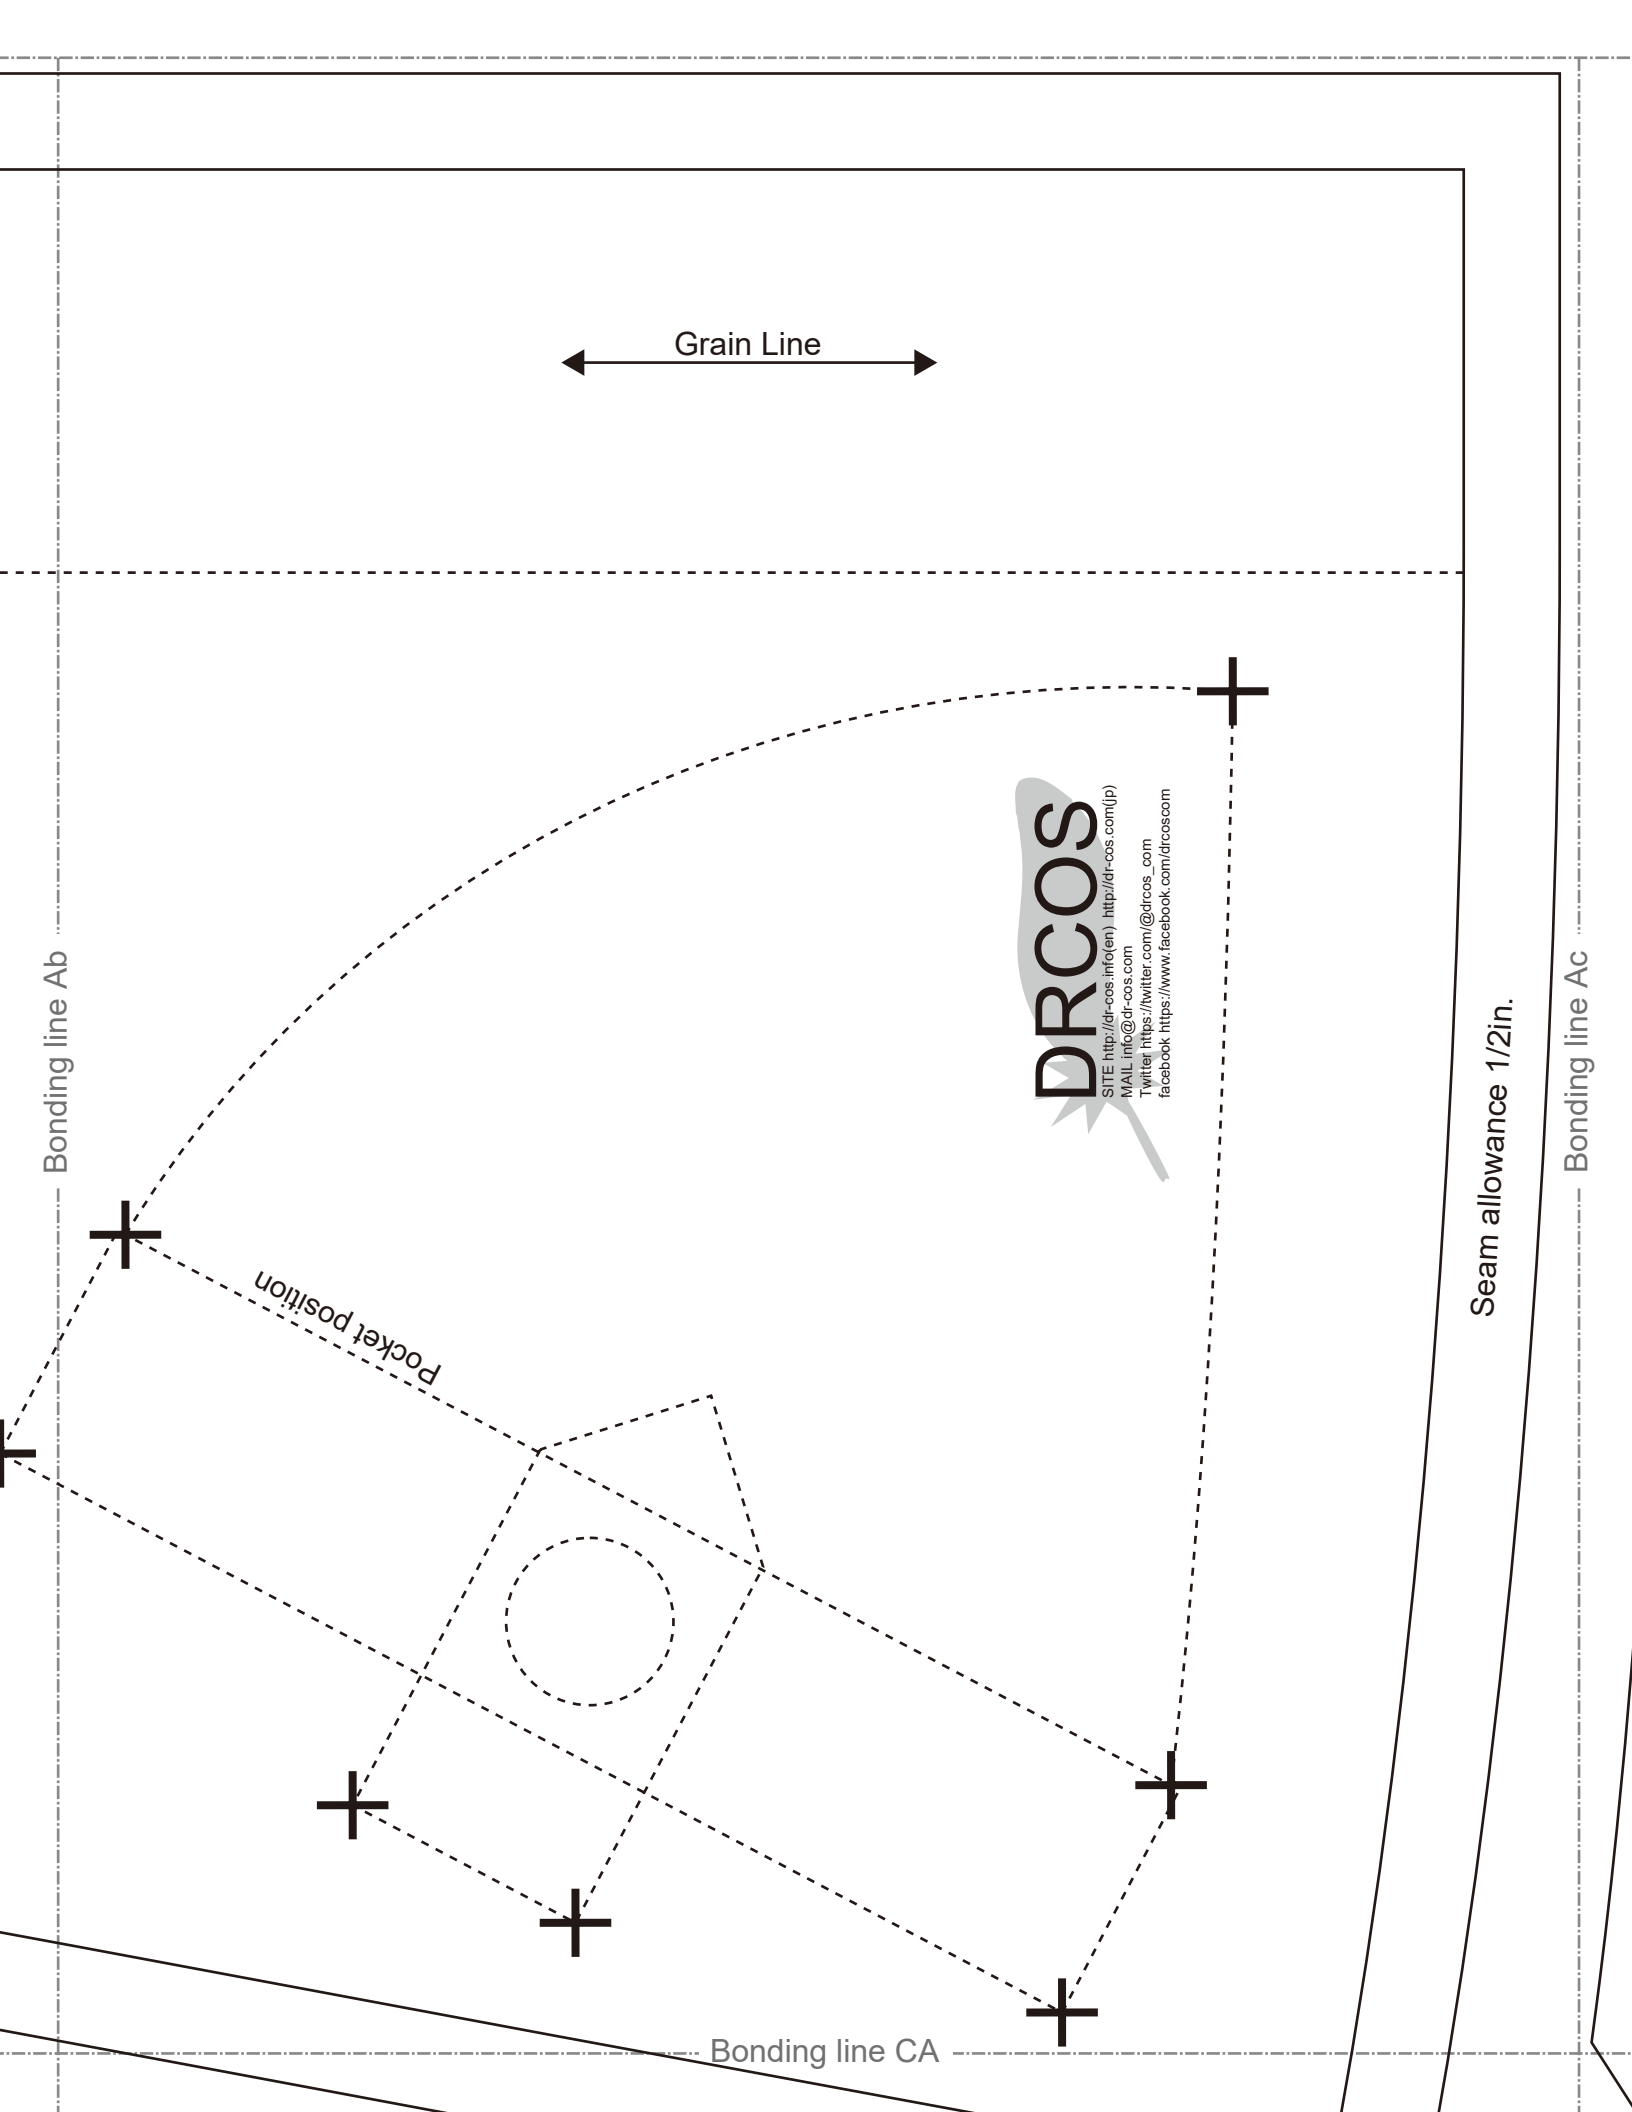 Grain Line
DRCOS
SITE http://dr-cos.info(en)  http://dr-cos.com(jp)
MAIL info@dr-cos.com
Twitter https://twitter.com/@drcos_com
facebook https://www.facebook.com/drcoscom
Bonding line Ab
Seam allowance 1/2in.
Bonding line Ac
Pocket position
Bonding line CA